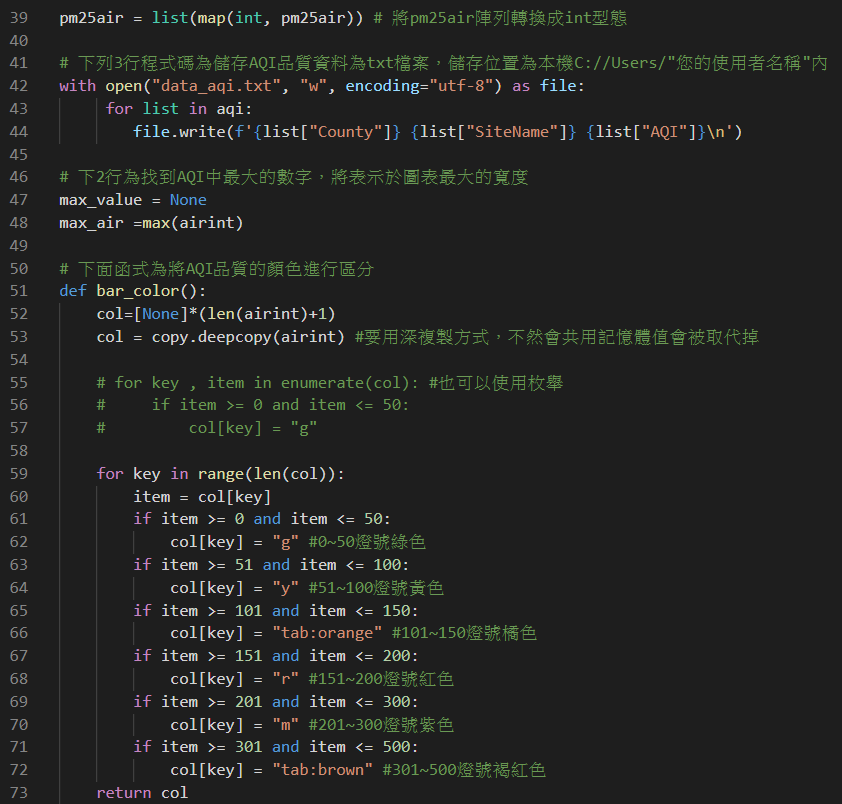 39 pm25air = list(map(int, pm25air)) # 將pm25air陣列轉換成int型態
40
41 # 下列3行程式碼為儲存AQI品質資料為txt檔案，儲存位置為本機C://Users/"您的使用者名稱"內
42 with open("data_aqi.txt", "w", encoding="utf-8") as file:
43      for list in aqi:
44         file.write(f'{list["County"]} {list["SiteName"]} {list["AQI"]}\n')
45
46 # 下2行為找到AQI中最大的數字，將表示於圖表最大的寬度
47 max_value = None
48 max_air =max(airint)
49
50 # 下面函式為將AQI品質的顏色進行區分
51 def bar_color():
52     col=[None]*(len(airint)+1)
53     col = copy.deepcopy(airint) #要用深複製方式，不然會共用記憶體值會被取代掉
54
55     # for key , item in enumerate(col): #也可以使用枚舉
56     #     if item >= 0 and item <= 50:
57     #         col[key] = "g"
58
59     for key in range(len(col)):
60         item = col[key]
61         if item >= 0 and item <= 50:
62             col[key] = "g" #0~50燈號綠色
63         if item >= 51 and item <= 100:
64             col[key] = "y" #51~100燈號黃色
65         if item >= 101 and item <= 150:
66             col[key] = "tab:orange" #101~150燈號橘色
67         if item >= 151 and item <= 200:
68             col[key] = "r" #151~200燈號紅色
69         if item >= 201 and item <= 300:
70             col[key] = "m" #201~300燈號紫色
71         if item >= 301 and item <= 500:
72             col[key] = "tab:brown" #301~500燈號褐紅色
73     return col